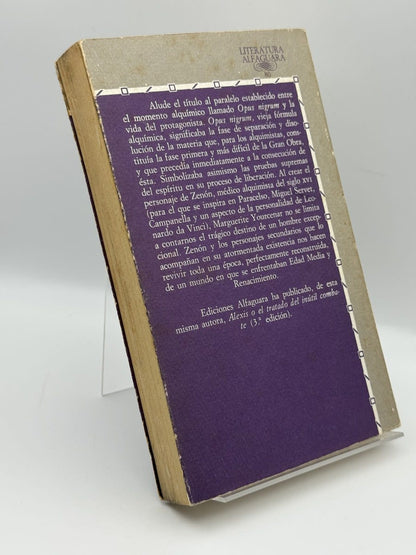 LITERATURA
ALFAGUARA
Alude el título al paralelo establecido entre
el momento alquímico llamado Opus nigrum y la
vida del protagonista. Opus nigrum, vieja fórmula
alquímica, significaba la fase de separación y diso-
lución de la materia que, para los alquimistas, cons-
tituía la fase primera y más difícil de la Gran Obra,
y que precedía inmediatamente a la consecución de
ésta. Simbolizaba asimismo las pruebas supremas
del espíritu en su proceso de liberación. Al crear el
personaje de Zenón, médico alquimista del siglo XVI
(para el que se inspira en Paracelso, Miguel Servet,
Campanella y un aspecto de la personalidad de Leo-
nardo da Vinci), Marguerite Yourcenar no se limita
a contarnos el trágico destino de un hombre excep-
cional. Zenón y los personajes secundarios que lo
acompañan en su atormentada existencia nos hacen
revivir toda una época, perfectamente reconstruida,
de un mundo en que se enfrentaban Edad Media y
Renacimiento.
Ediciones Alfaguara ha publicado, de esta
misma autora, Alexis o el tratado del inútil comba-
te (3.ª edición).